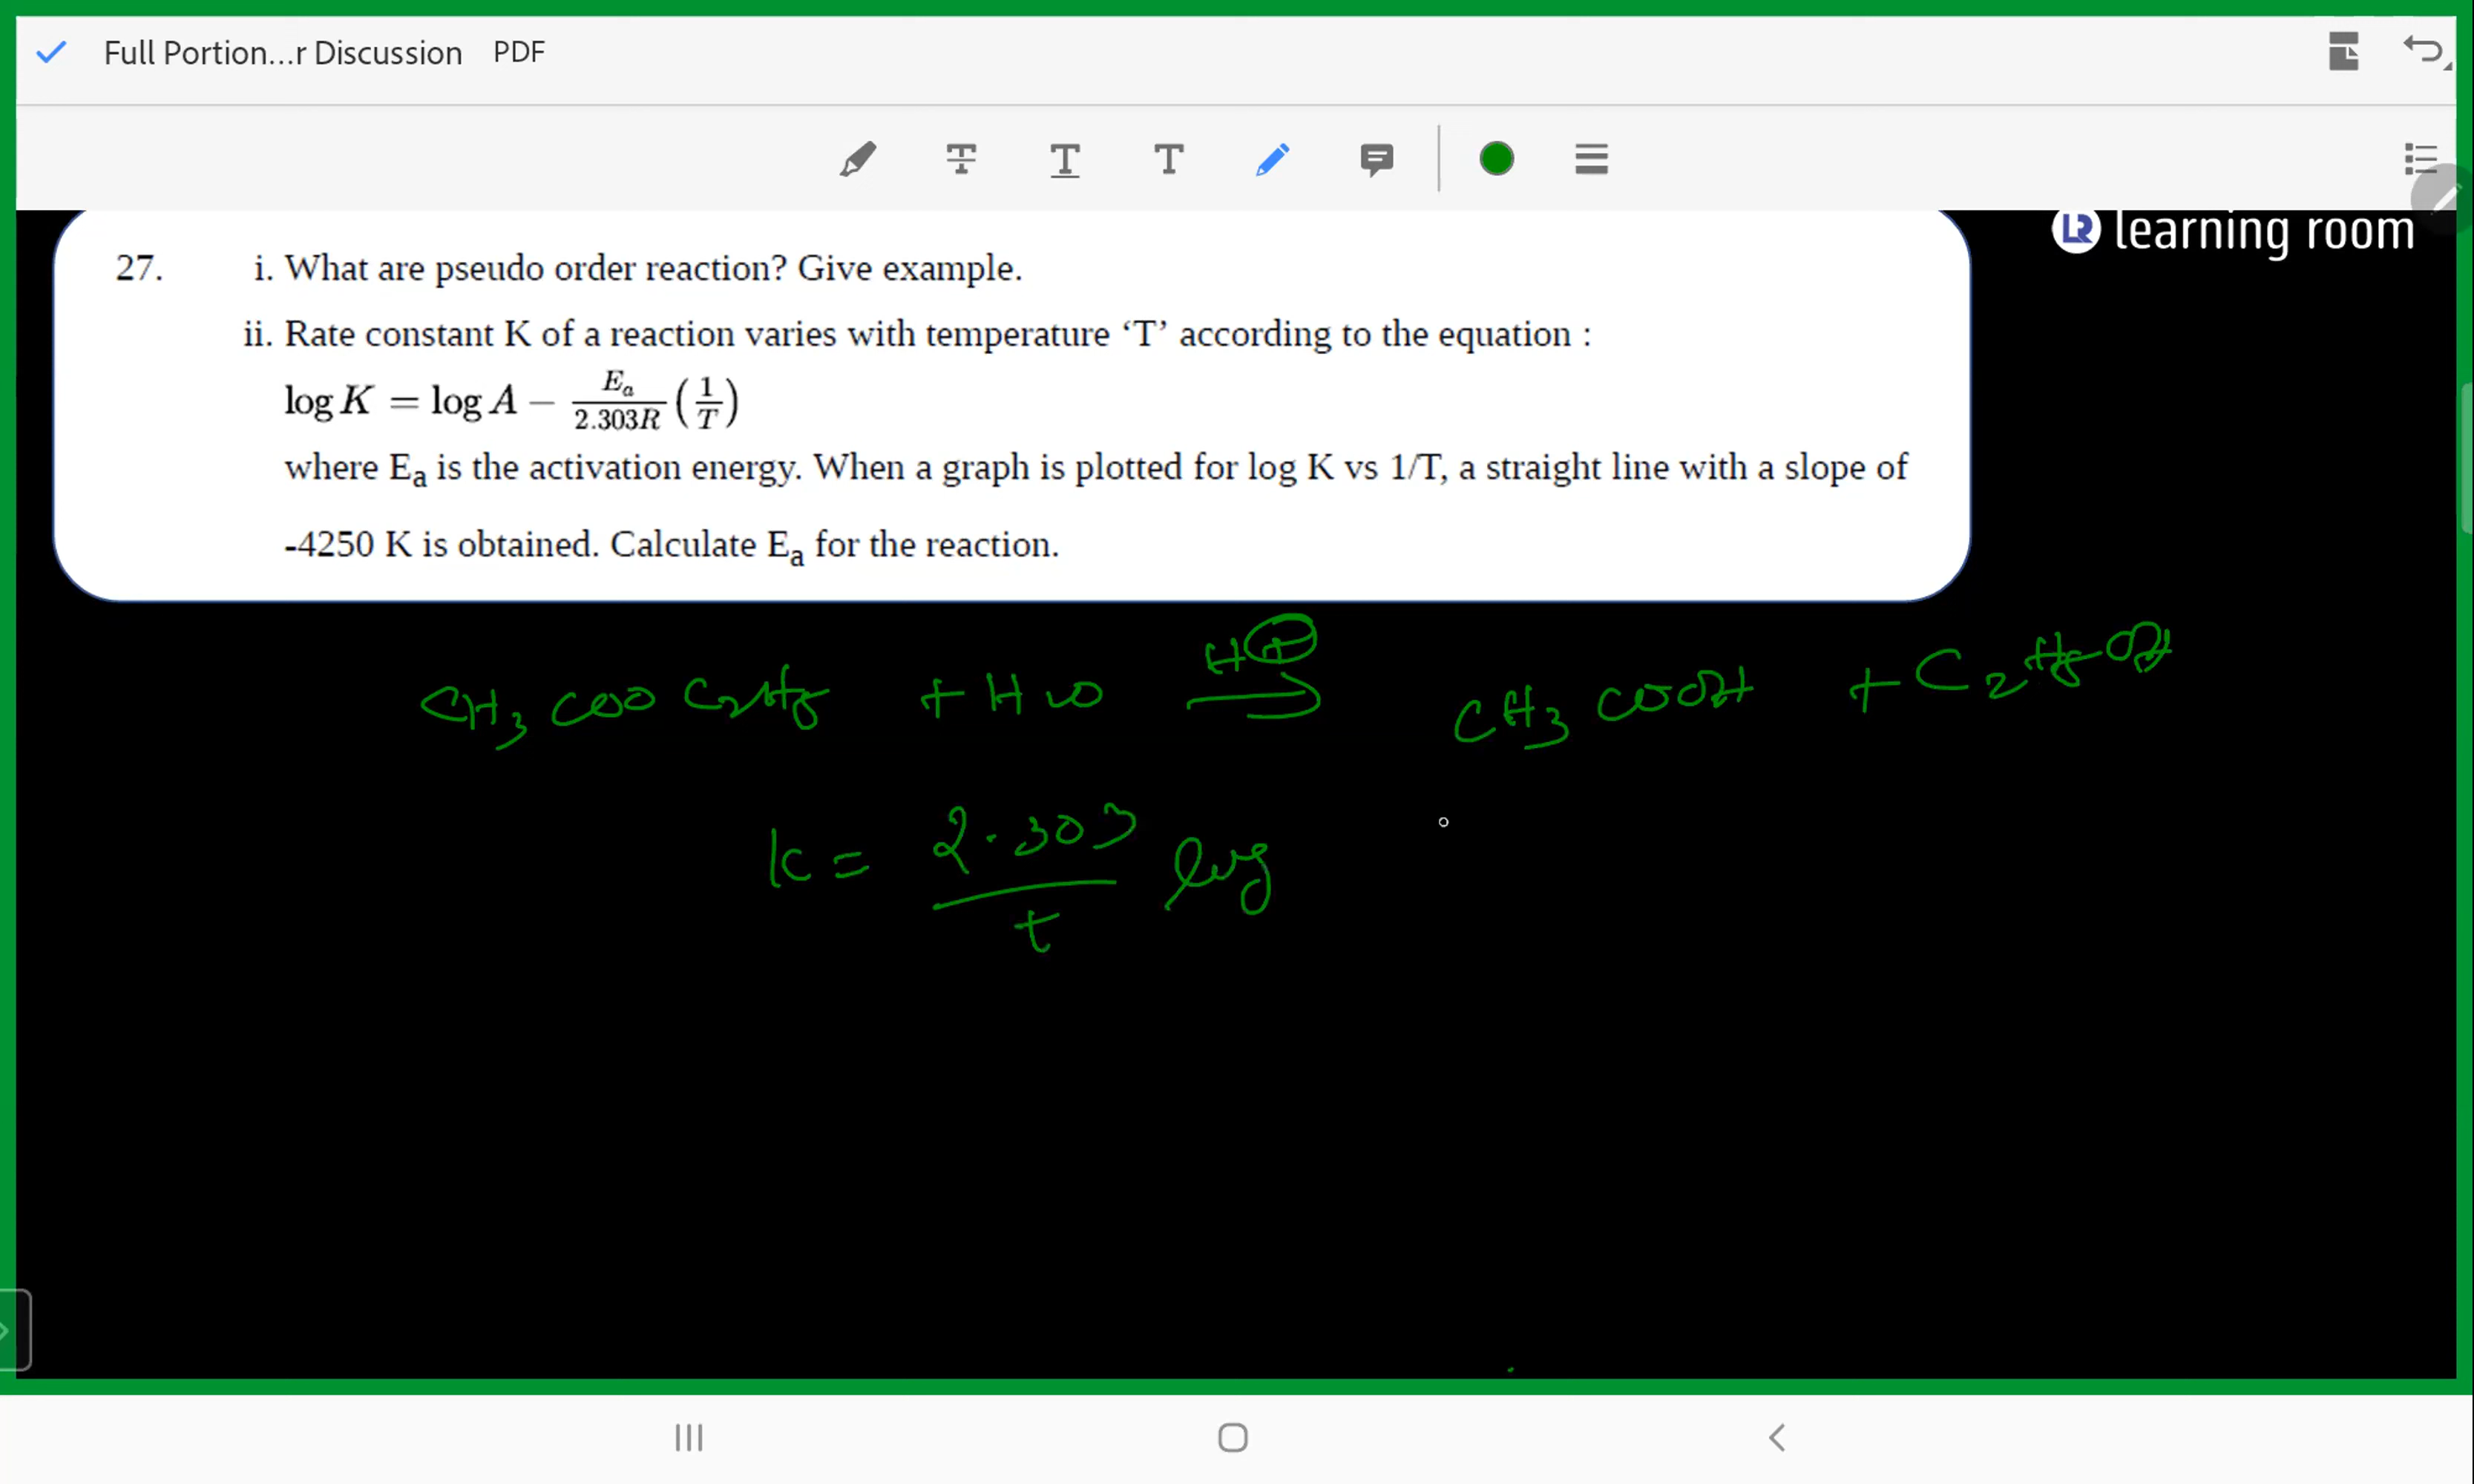 Full Portion...r Discussion PDF
learning room
27. i. What are pseudo order reaction? Give example.
ii. Rate constant K of a reaction varies with temperature ‘T’ according to the equation :
log K = log A − Eₐ/2.303R (1/T)
where Eₐ is the activation energy. When a graph is plotted for log K vs 1/T, a straight line with a slope of
-4250 K is obtained. Calculate Eₐ for the reaction.
CH₃COOC₂H₅ + H₂O →(H⊕) CH₃COOH + C₂H₅OH
k = 2.303/t log